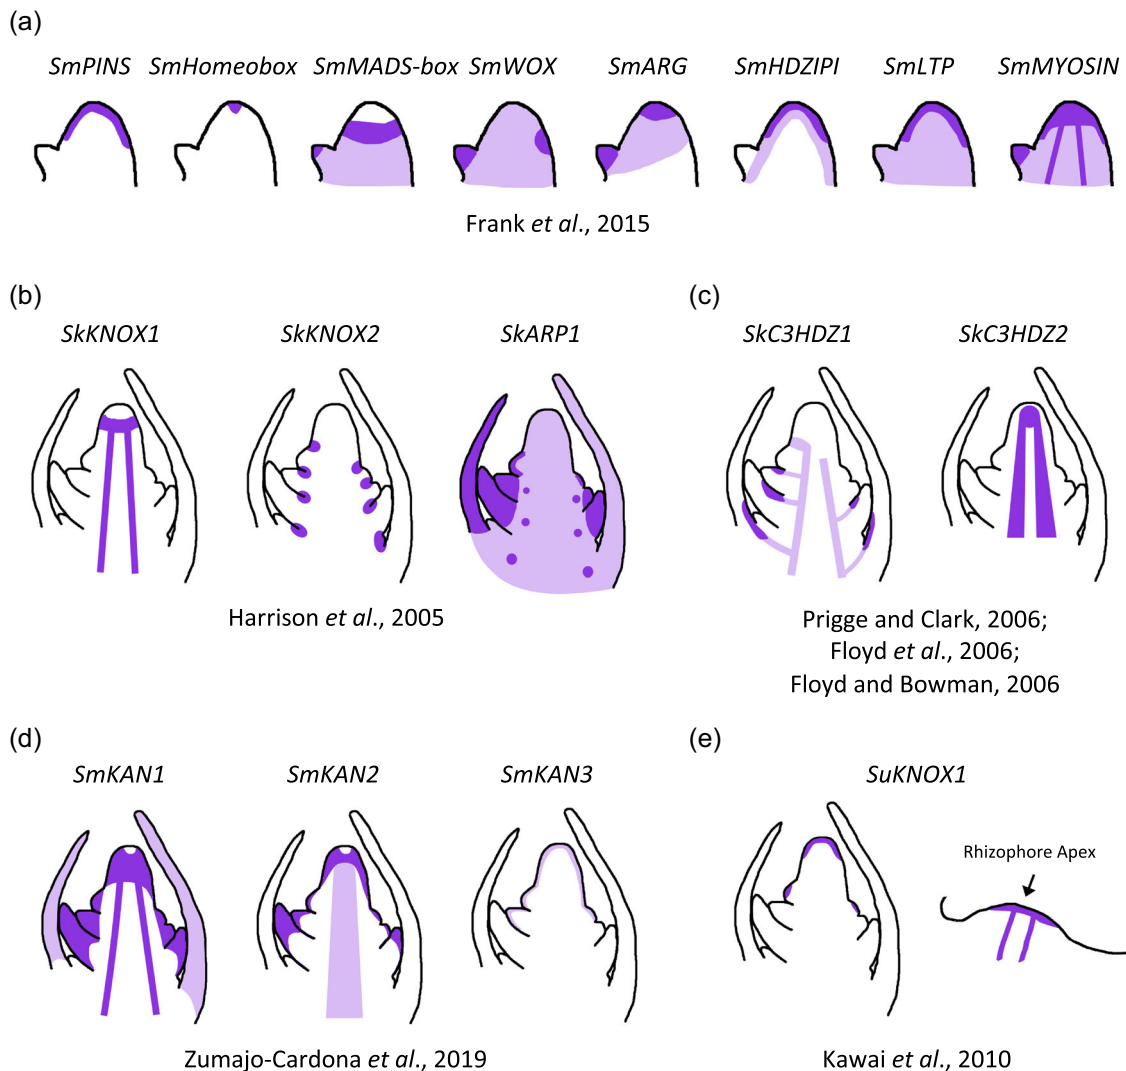 (a)
SmPINS SmHomeobox SmMADS-box SmWOX SmARG SmHDZIPI SmLTP SmMYOSIN
Frank et al., 2015
(b)
SkKNOX1 SkKNOX2 SkARP1
Harrison et al., 2005
(c)
SkC3HDZ1 SkC3HDZ2
Prigge and Clark, 2006;
Floyd et al., 2006;
Floyd and Bowman, 2006
(d)
SmKAN1 SmKAN2 SmKAN3
Zumajo-Cardona et al., 2019
(e)
SuKNOX1
Rhizophore Apex
Kawai et al., 2010